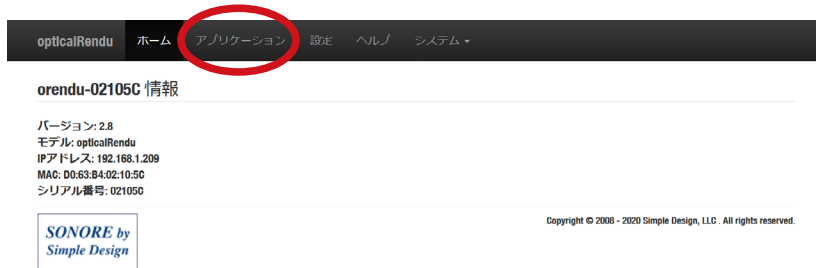 opticalRendu ホーム アプリケーション 設定 ヘルプ システム
orendu-02105C 情報
バージョン: 2.8
モデル: opticalRendu
IPアドレス: 192.168.1.209
MAC: D0:63:B4:02:10:5C
シリアル番号: 02105C
Copyright © 2008 - 2020 Simple Design, LLC . All rights reserved.
SONORE by
Simple Design